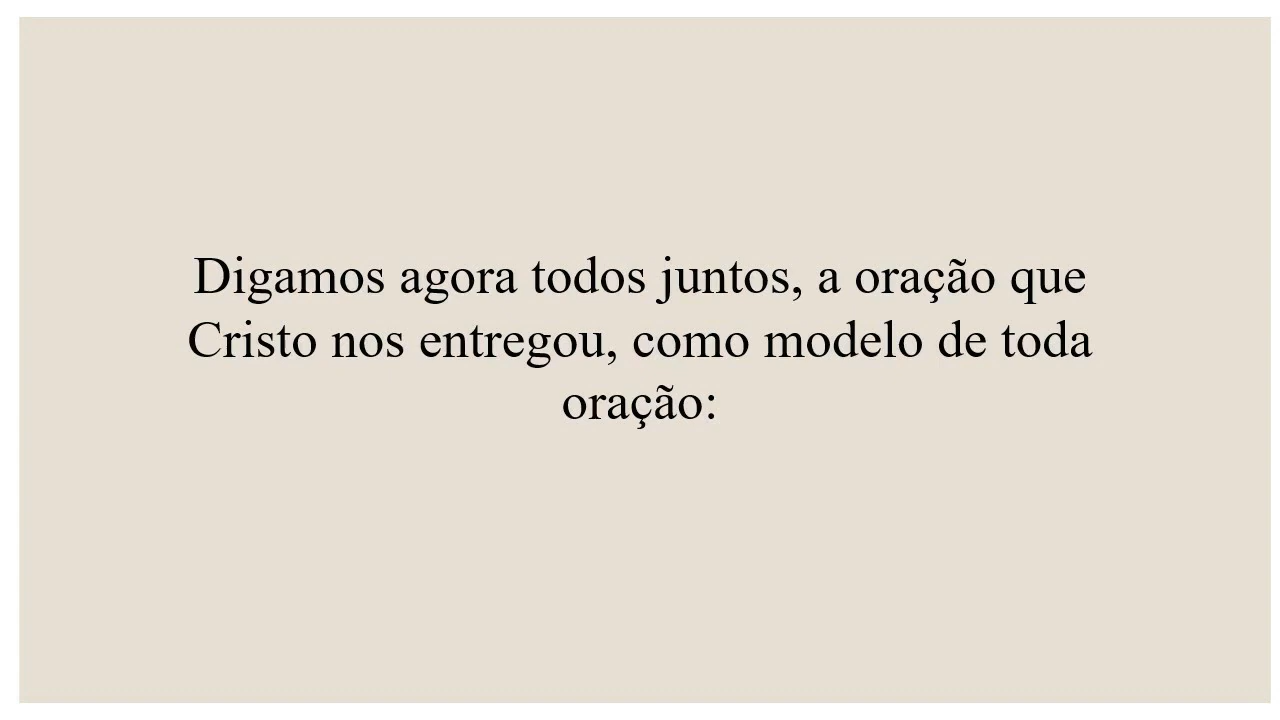 Digamos agora todos juntos, a oração que
Cristo nos entregou, como modelo de toda
oração: